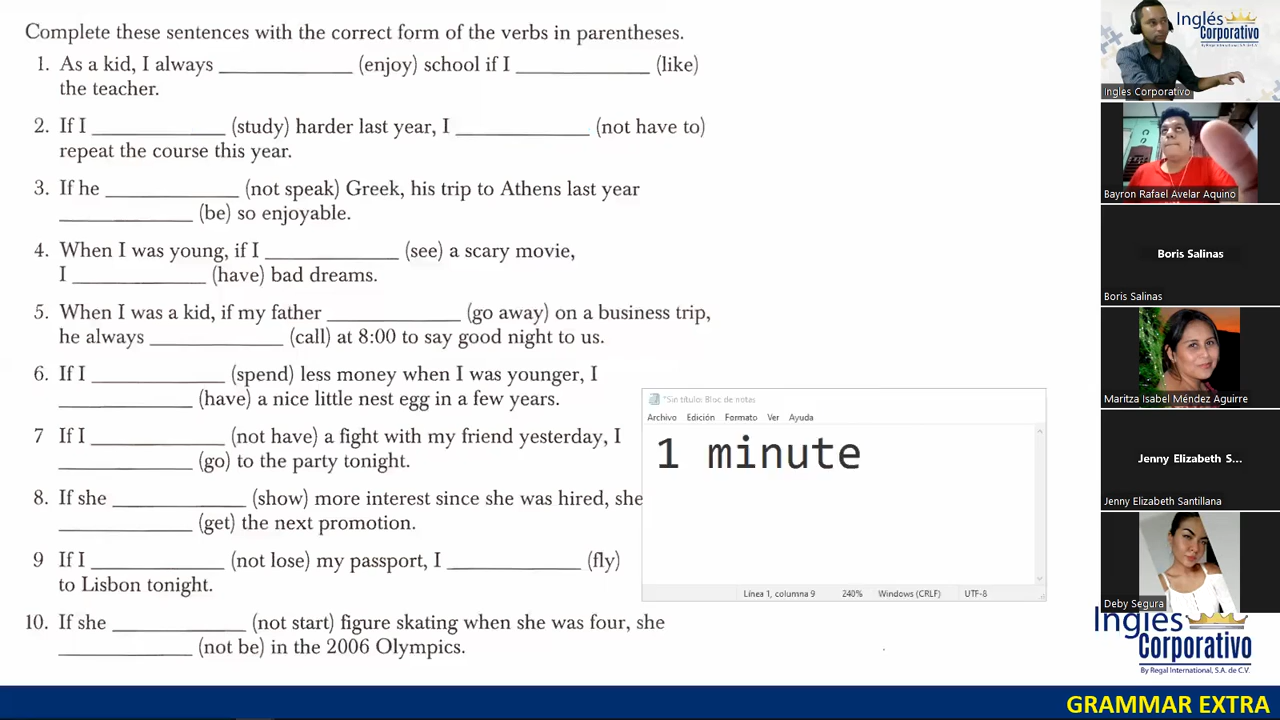 Complete these sentences with the correct form of the verbs in parentheses.
1. As a kid, I always ____________ (enjoy) school if I ____________ (like)
the teacher.
2. If I ____________ (study) harder last year, I ____________ (not have to)
repeat the course this year.
3. If he ____________ (not speak) Greek, his trip to Athens last year
____________ (be) so enjoyable.
4. When I was young, if I ____________ (see) a scary movie,
I ____________ (have) bad dreams.
5. When I was a kid, if my father ____________ (go away) on a business trip,
he always ____________ (call) at 8:00 to say good night to us.
6. If I ____________ (spend) less money when I was younger, I
____________ (have) a nice little nest egg in a few years.
7 If I ____________ (not have) a fight with my friend yesterday, I
____________ (go) to the party tonight.
8. If she ____________ (show) more interest since she was hired, she
____________ (get) the next promotion.
9 If I ____________ (not lose) my passport, I ____________ (fly)
to Lisbon tonight.
10. If she ____________ (not start) figure skating when she was four, she
____________ (not be) in the 2006 Olympics.
*Sin título: Bloc de notas
Archivo Edición Formato Ver Ayuda
1 minute
Línea 1, columna 9 240% Windows (CRLF) UTF-8
Inglés
Corporativo
By Regal International, S.A. de C.V.
Ingles Corporativo
Bayron Rafael Avelar Aquino
Boris Salinas
Boris Salinas
Maritza Isabel Méndez Aguirre
Jenny Elizabeth S...
Jenny Elizabeth Santillana
Deby Segura
Inglés
Corporativo
By Regal International, S.A. de C.V.
GRAMMAR EXTRA